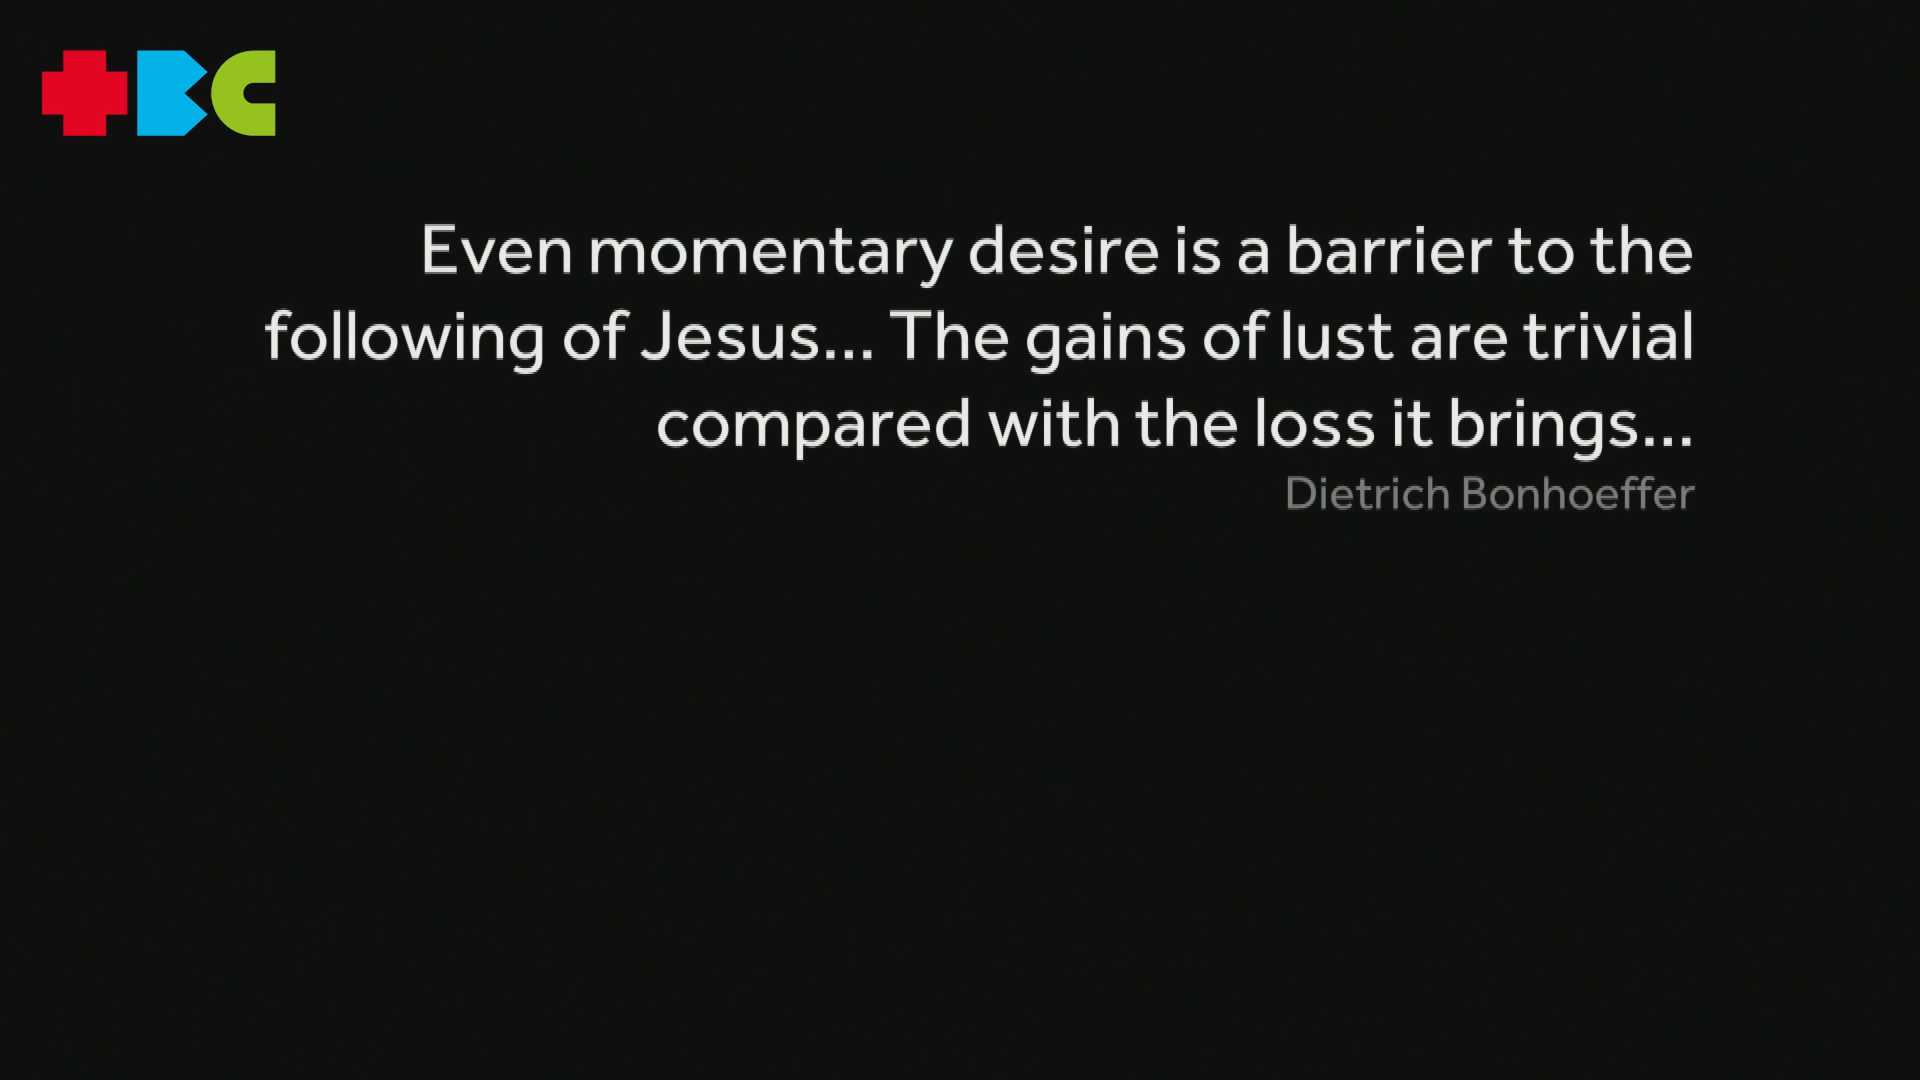 BC
Even momentary desire is a barrier to the
following of Jesus... The gains of lust are trivial
compared with the loss it brings...
Dietrich Bonhoeffer